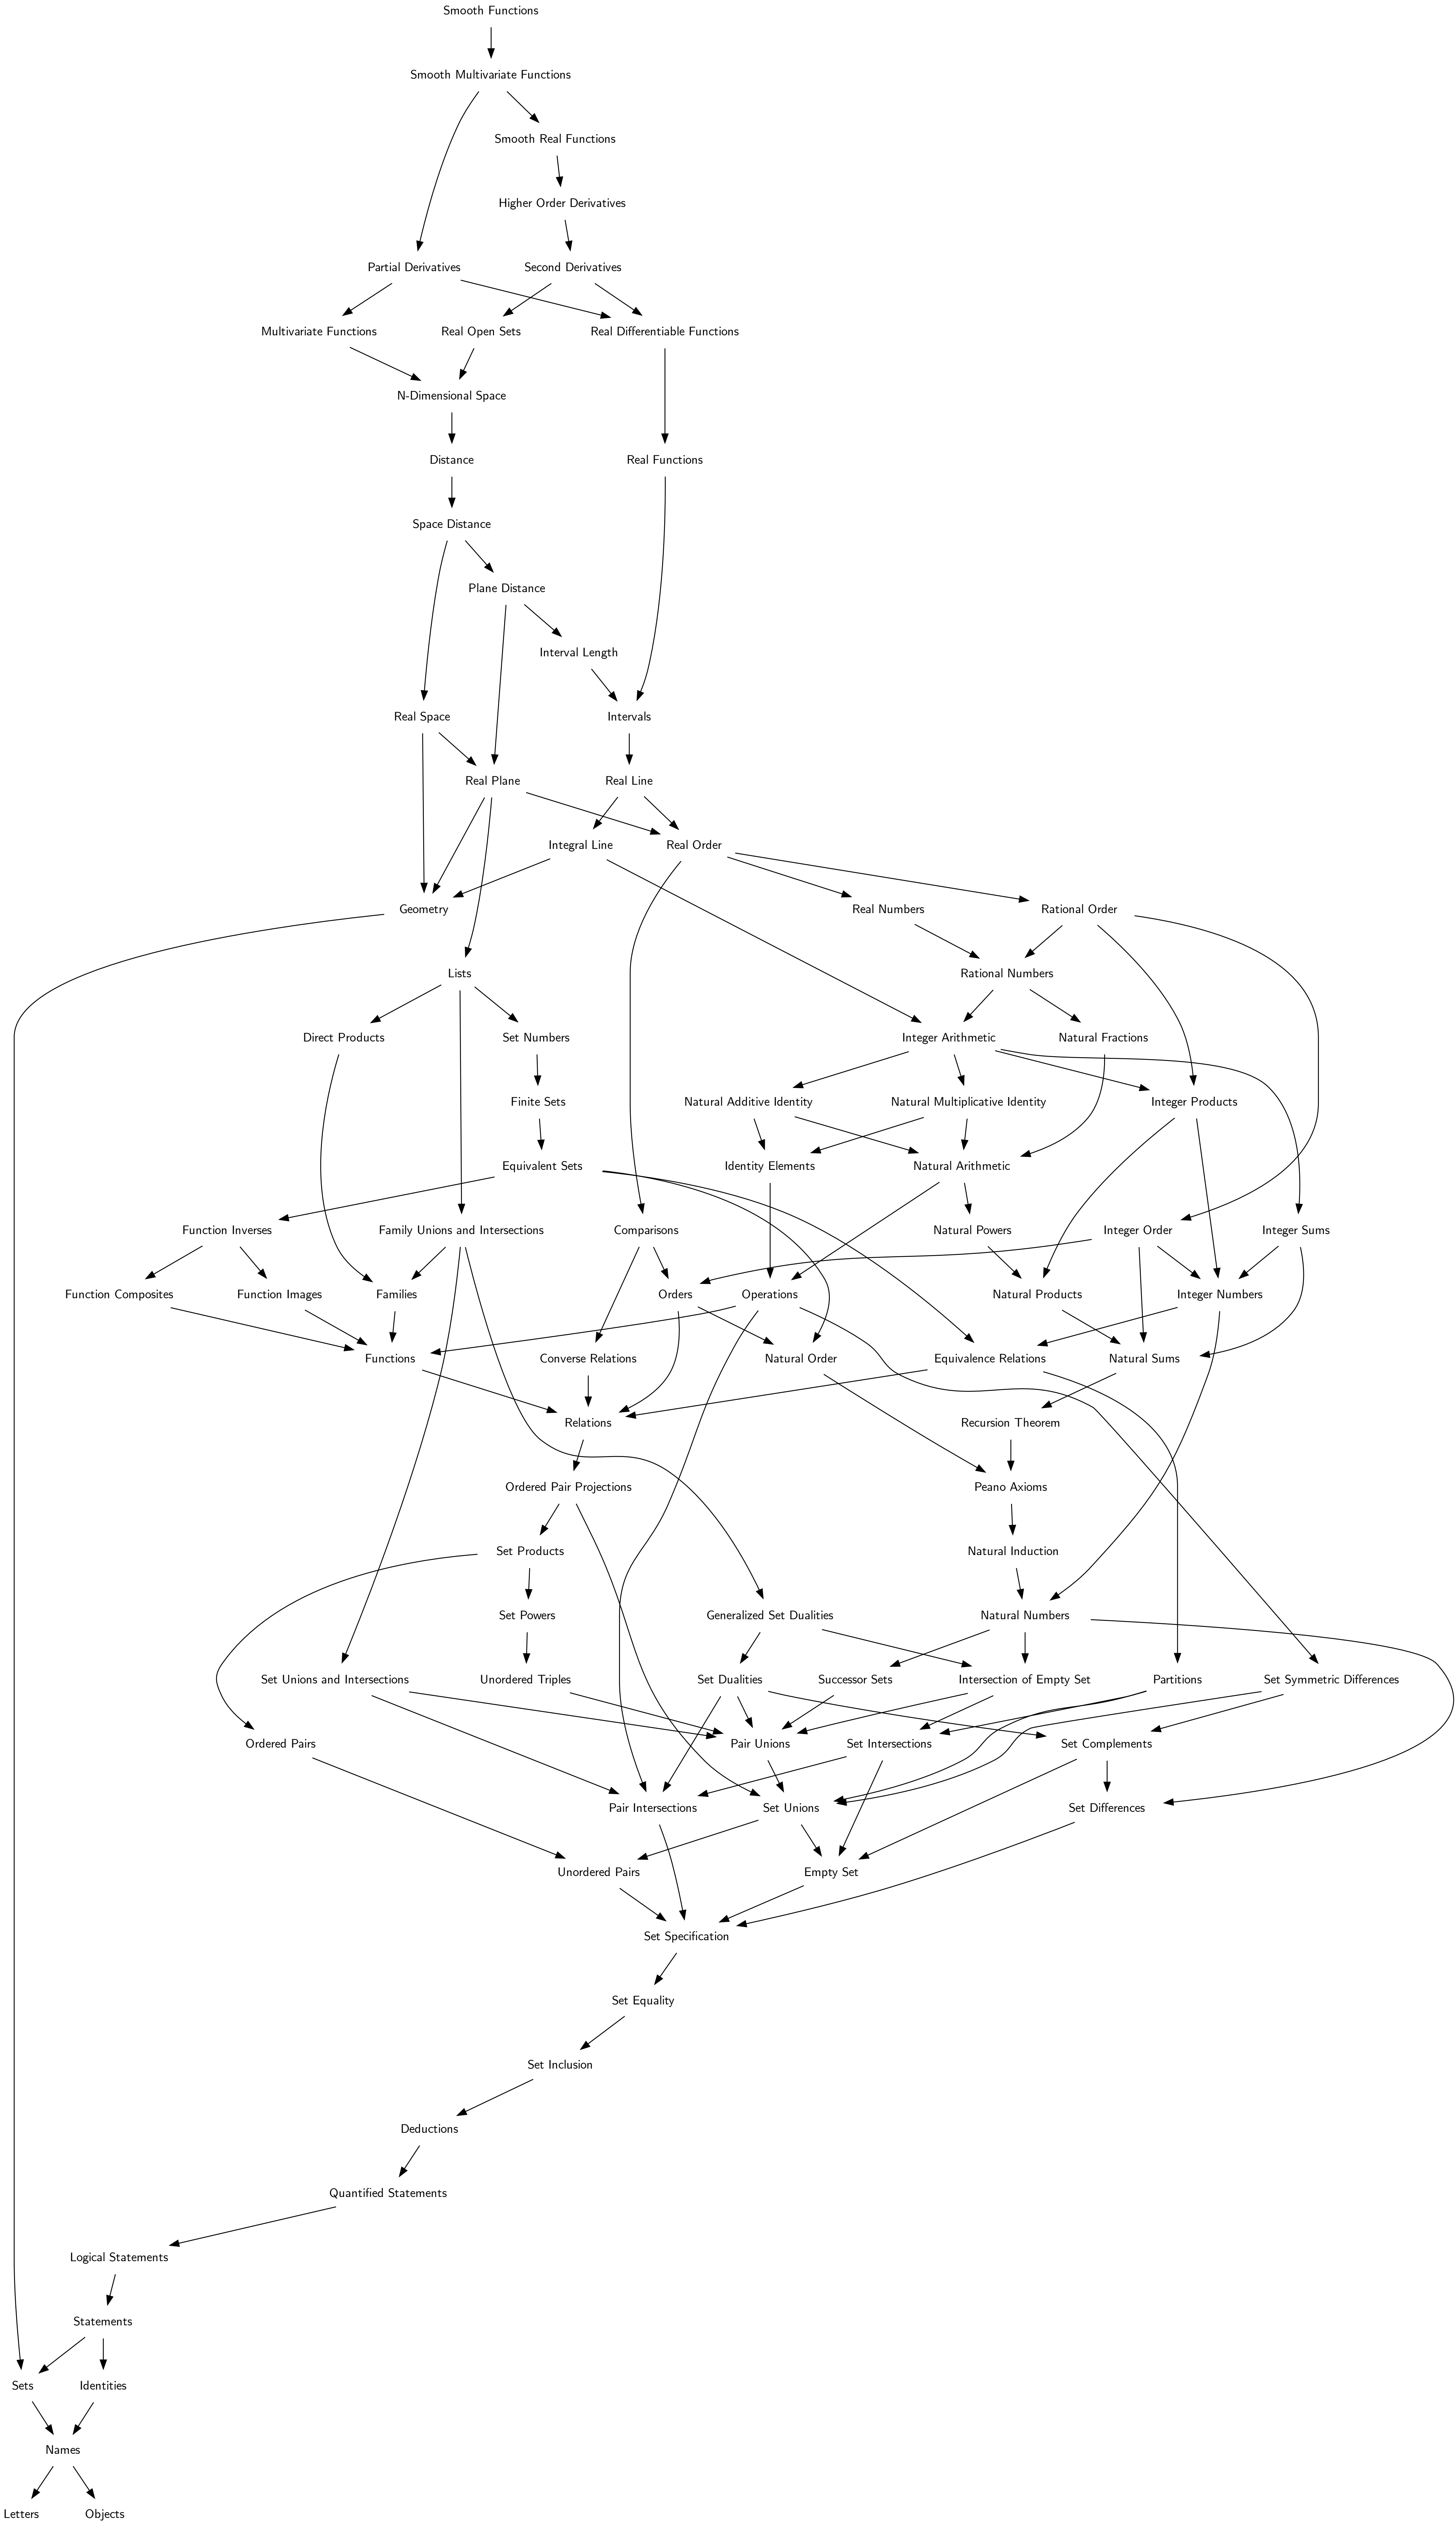 Smooth Functions
Smooth Multivariate Functions
Smooth Real Functions
Higher Order Derivatives
Partial Derivatives
Second Derivatives
Multivariate Functions
Real Open Sets
Real Differentiable Functions
N-Dimensional Space
Distance
Real Functions
Space Distance
Plane Distance
Interval Length
Real Space
Intervals
Real Plane
Real Line
Integral Line
Real Order
Geometry
Real Numbers
Rational Order
Lists
Rational Numbers
Direct Products
Set Numbers
Integer Arithmetic
Natural Fractions
Finite Sets
Natural Additive Identity
Natural Multiplicative Identity
Integer Products
Equivalent Sets
Identity Elements
Natural Arithmetic
Function Inverses
Family Unions and Intersections
Comparisons
Natural Powers
Integer Order
Integer Sums
Function Composites
Function Images
Families
Orders
Operations
Natural Products
Integer Numbers
Functions
Converse Relations
Natural Order
Equivalence Relations
Natural Sums
Relations
Recursion Theorem
Ordered Pair Projections
Peano Axioms
Set Products
Natural Induction
Set Powers
Generalized Set Dualities
Natural Numbers
Set Unions and Intersections
Unordered Triples
Set Dualities
Successor Sets
Intersection of Empty Set
Partitions
Set Symmetric Differences
Ordered Pairs
Pair Unions
Set Intersections
Set Complements
Pair Intersections
Set Unions
Set Differences
Unordered Pairs
Empty Set
Set Specification
Set Equality
Set Inclusion
Deductions
Quantified Statements
Logical Statements
Statements
Sets
Identities
Names
Letters
Objects